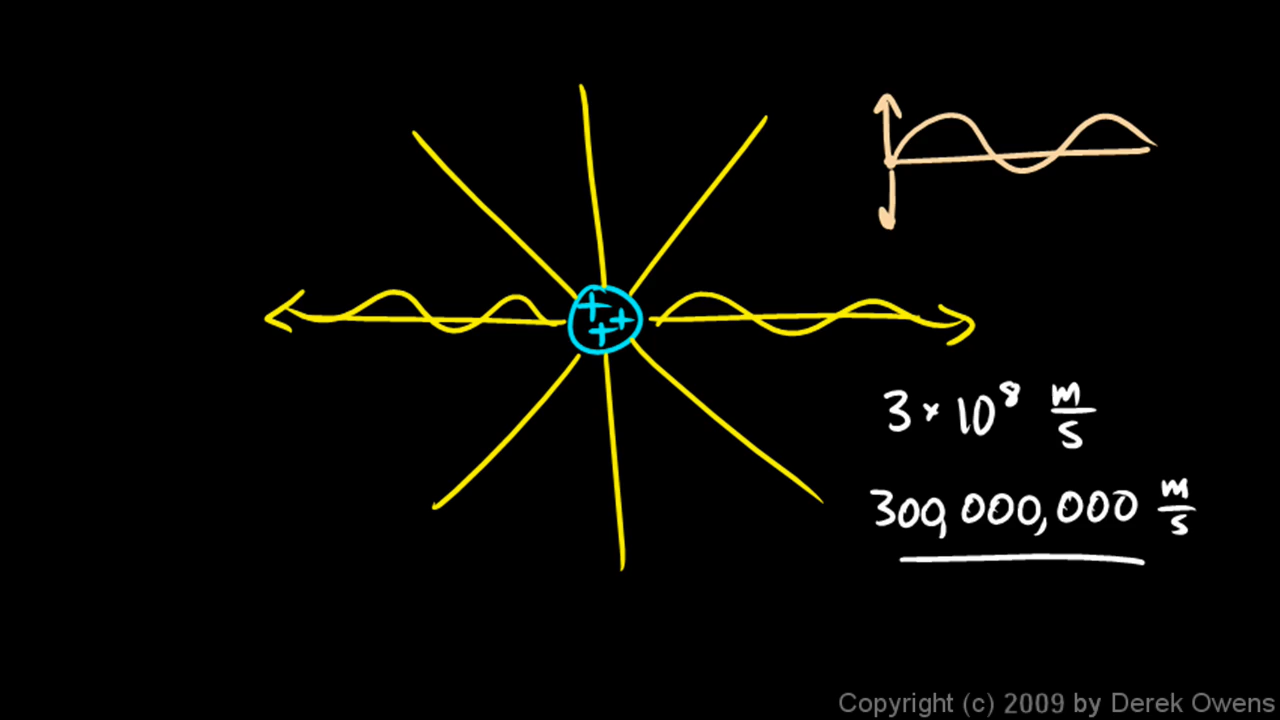 + + +
3 × 10⁸ m/s
300,000,000 m/s
Copyright (c) 2009 by Derek Owens